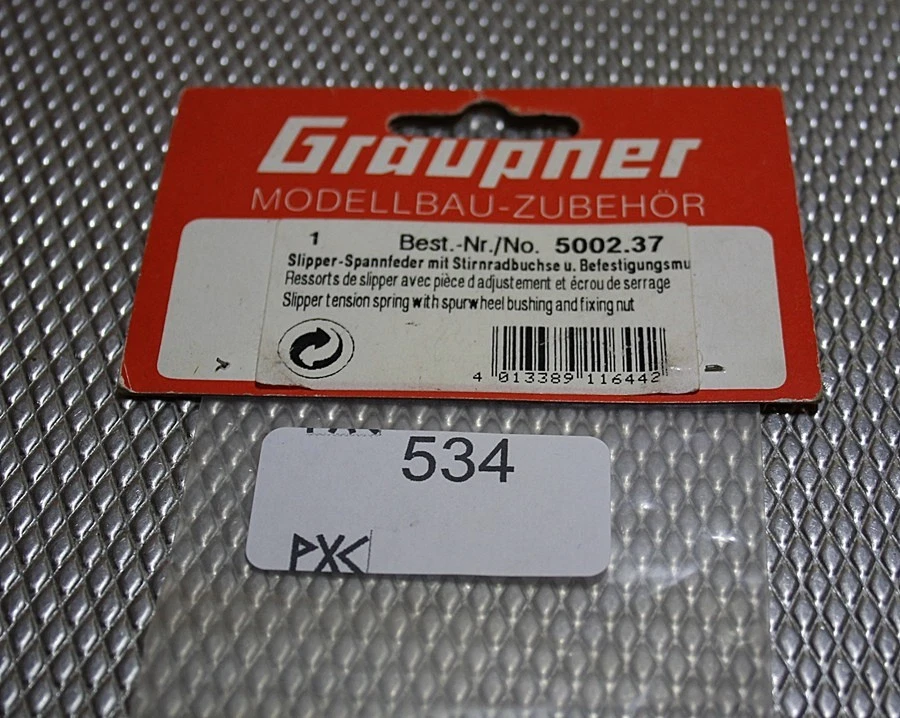 Graupner
MODELLBAU-ZUBEHÖR
1 Best.-Nr./No. 5002.37
Slipper-Spannfeder mit Stirnradbuchse u. Befestigungsmu
Ressorts de slipper avec pièce d adjustement et écrou de serrage
Slipper tension spring with spurwheel bushing and fixing nut
4 013389 116442
534